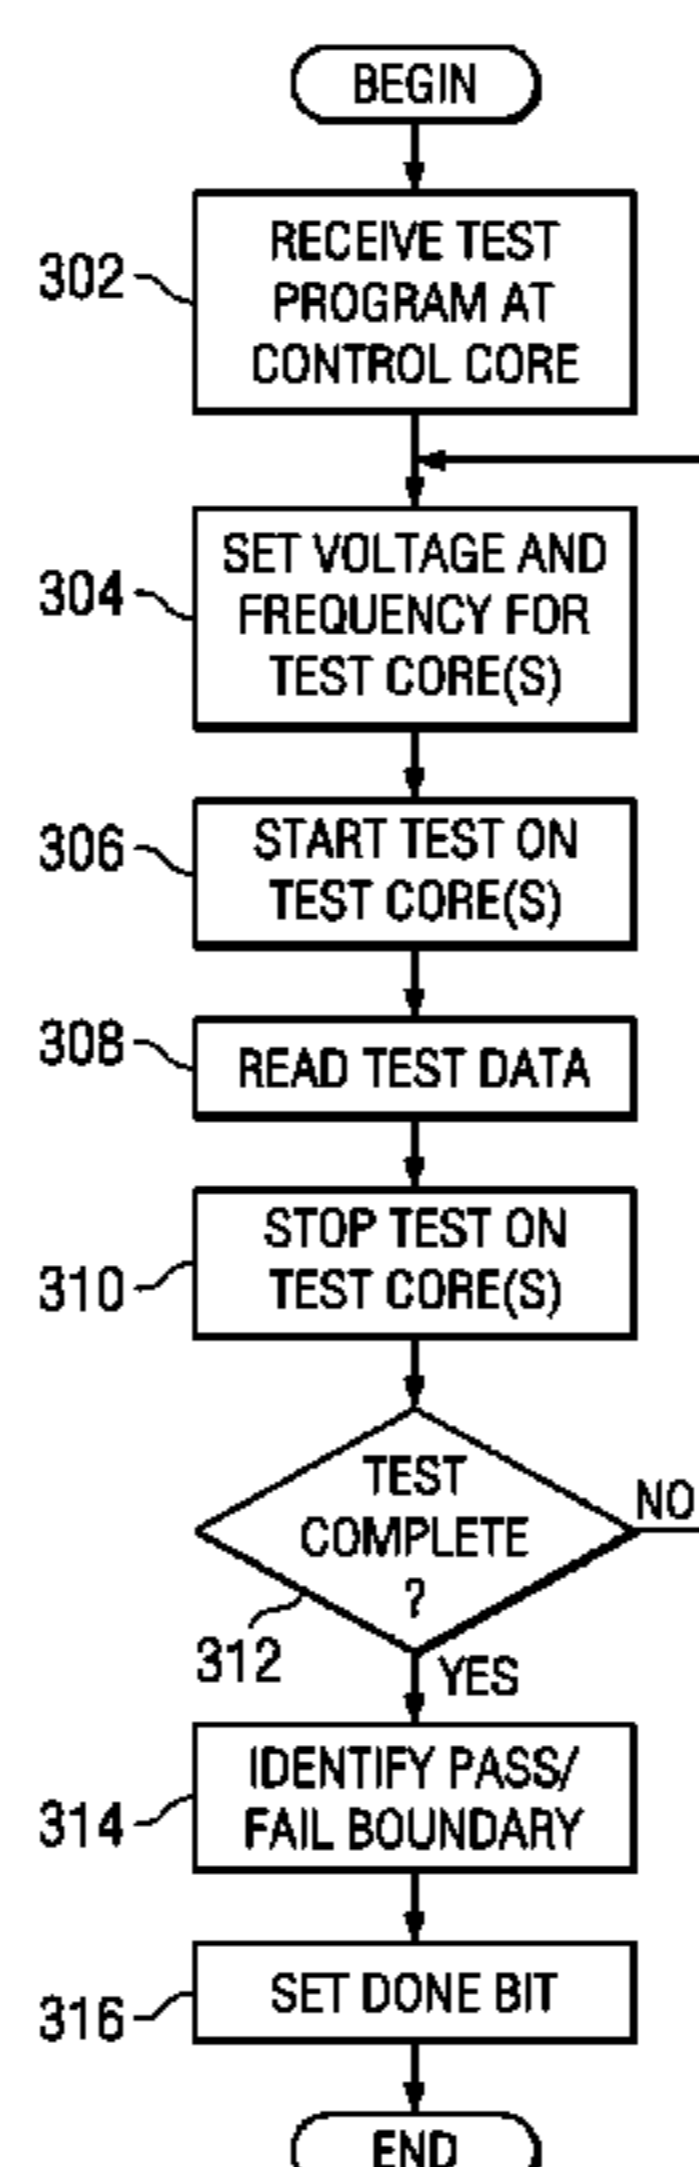 BEGIN
302
RECEIVE TEST
PROGRAM AT
CONTROL CORE
304
SET VOLTAGE AND
FREQUENCY FOR
TEST CORE(S)
306
START TEST ON
TEST CORE(S)
308
READ TEST DATA
310
STOP TEST ON
TEST CORE(S)
TEST
COMPLETE
?
NO
312
YES
314
IDENTIFY PASS/
FAIL BOUNDARY
316
SET DONE BIT
END